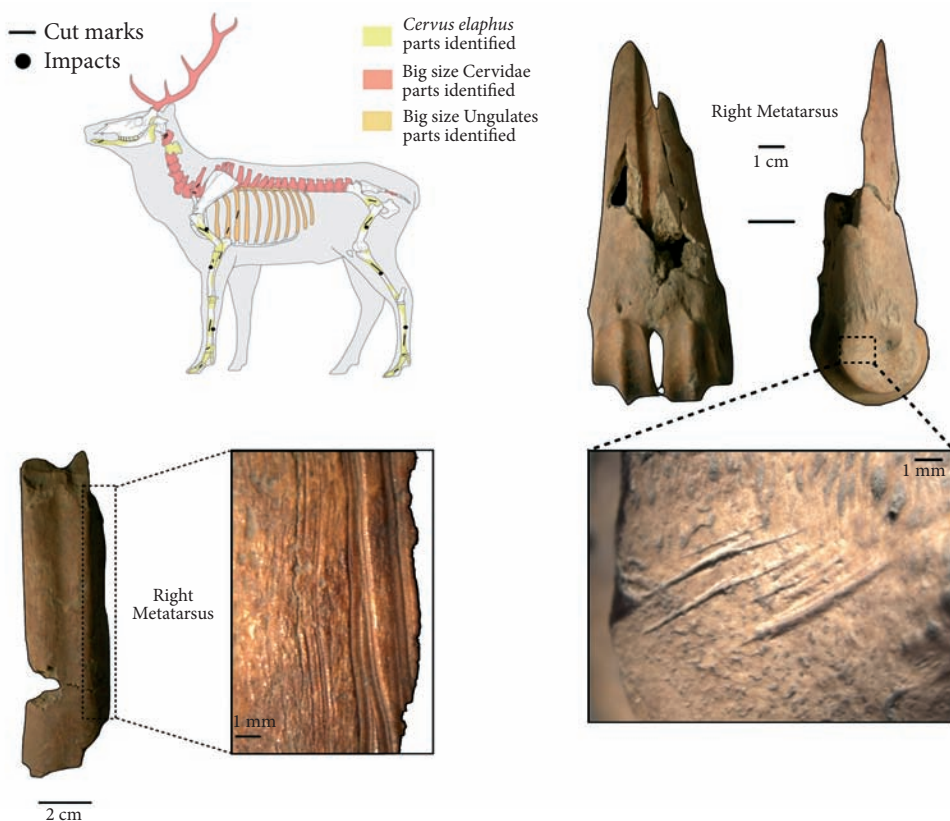 Cut marks
Impacts
Cervus elaphus
parts identified
Big size Cervidae
parts identified
Big size Ungulates
parts identified
Right Metatarsus
1 cm
1 mm
Right
Metatarsus
1 mm
2 cm